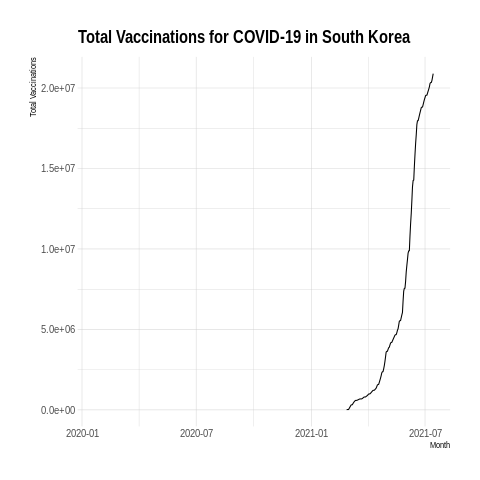 Total Vaccinations for COVID-19 in South Korea
Total Vaccinations
2.0e+07
1.5e+07
1.0e+07
5.0e+06
0.0e+00
2020-01 2020-07 2021-01 2021-07
Month